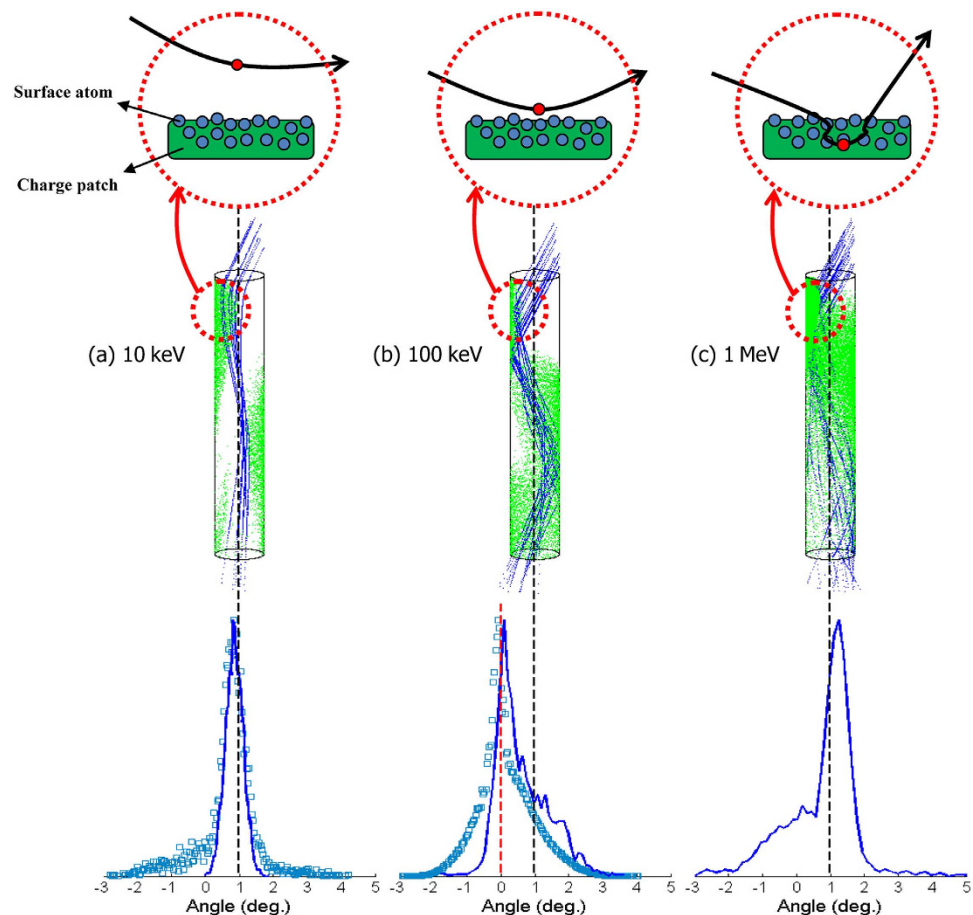 Surface atom
Charge patch
(a) 10 keV
(b) 100 keV
(c) 1 MeV
-3 -2 -1 0 1 2 3 4 5
Angle (deg.)
-3 -2 -1 0 1 2 3 4 5
Angle (deg.)
-3 -2 -1 0 1 2 3 4 5
Angle (deg.)